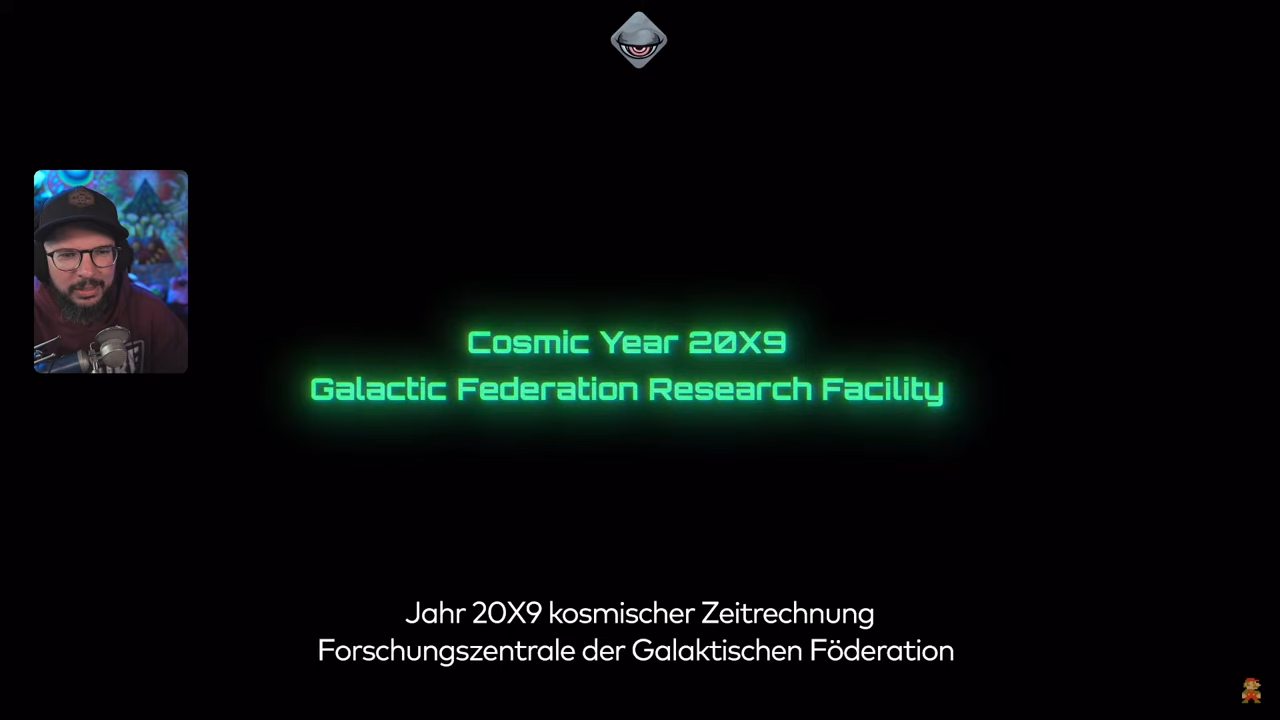 Cosmic Year 20X9
Galactic Federation Research Facility
Jahr 20X9 kosmischer Zeitrechnung
Forschungszentrale der Galaktischen Föderation